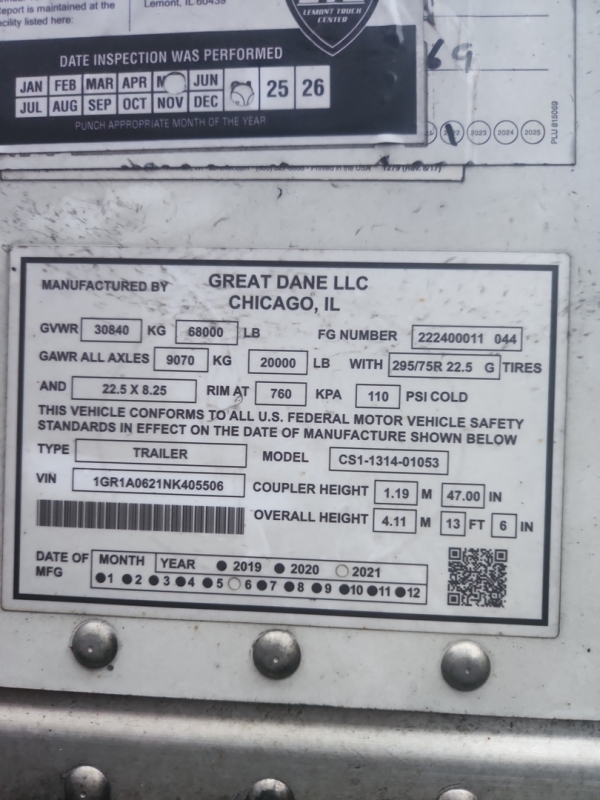 Report is maintained at the
facility listed here:
Lemont, IL 60439
LEMONT TRUCK
CENTER
DATE INSPECTION WAS PERFORMED
JAN FEB MAR APR JUN
25 26
JUL AUG SEP OCT NOV DEC
PUNCH APPROPRIATE MONTH OF THE YEAR
69
2023 2024 2025
PLU 815069
MANUFACTURED BY GREAT DANE LLC
CHICAGO, IL
GVWR 30840 KG 68000 LB FG NUMBER 222400011 044
GAWR ALL AXLES 9070 KG 20000 LB WITH 295/75R 22.5 G TIRES
AND 22.5 X 8.25 RIM AT 760 KPA 110 PSI COLD
THIS VEHICLE CONFORMS TO ALL U.S. FEDERAL MOTOR VEHICLE SAFETY
STANDARDS IN EFFECT ON THE DATE OF MANUFACTURE SHOWN BELOW
TYPE TRAILER MODEL CS1-1314-01053
VIN 1GR1A0621NK405506 COUPLER HEIGHT 1.19 M 47.00 IN
OVERALL HEIGHT 4.11 M 13 FT 6 IN
DATE OF MFG MONTH YEAR 2019 2020 2021
1 2 3 4 5 6 7 8 9 10 11 12